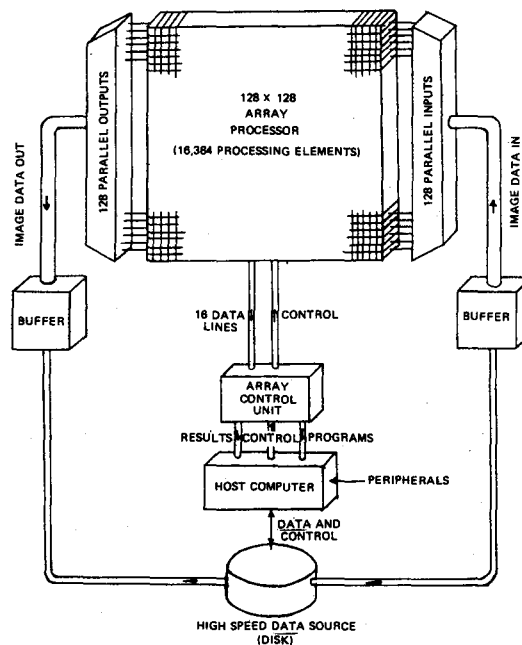 128 × 128
ARRAY
PROCESSOR
(16,384 PROCESSING ELEMENTS)
128 PARALLEL OUTPUTS
128 PARALLEL INPUTS
IMAGE DATA OUT
IMAGE DATA IN
BUFFER
BUFFER
16 DATA
LINES
CONTROL
ARRAY
CONTROL
UNIT
RESULTS
CONTROL
PROGRAMS
HOST COMPUTER
PERIPHERALS
DATA AND
CONTROL
HIGH SPEED DATA SOURCE
(DISK)